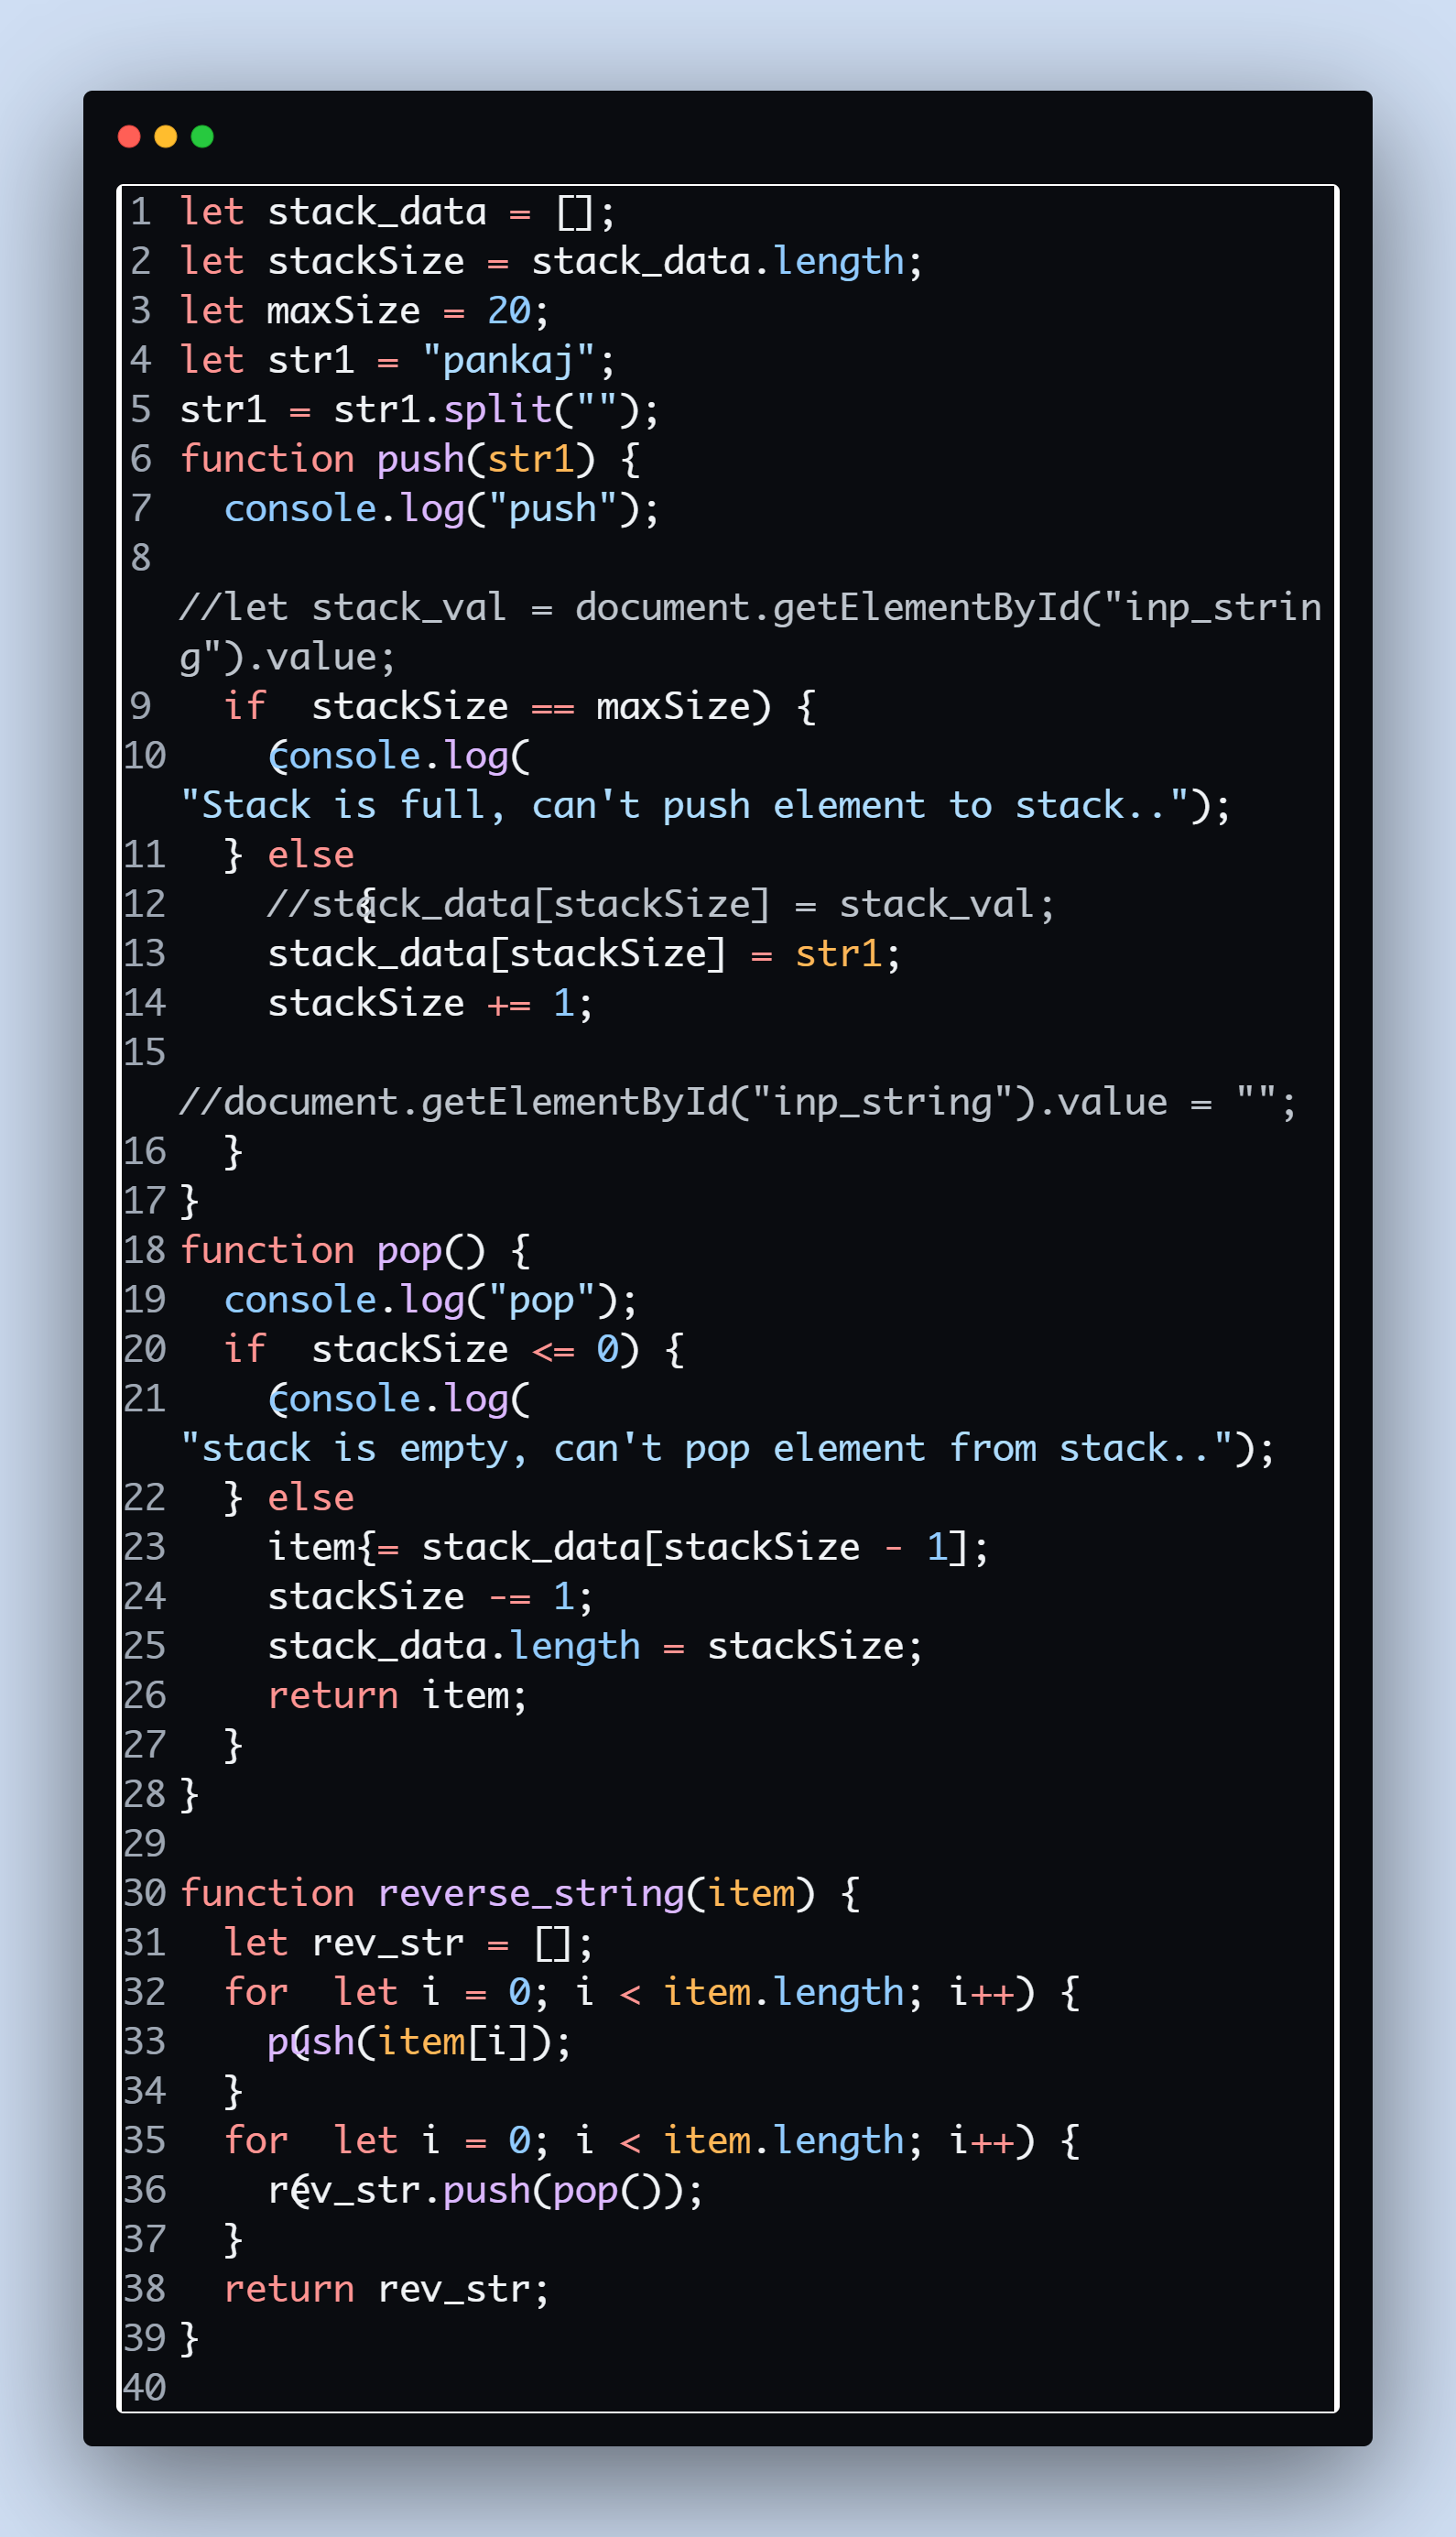 1 let stack_data = [];
2 let stackSize = stack_data.length;
3 let maxSize = 20;
4 let str1 = "pankaj";
5 str1 = str1.split("");
6 function push(str1) {
7   console.log("push");
8
//let stack_val = document.getElementById("inp_strin
g").value;
9   if  stackSize == maxSize) {
10     (console.log(
"Stack is full, can't push element to stack..");
11   } else
12     //sta{ck_data[stackSize] = stack_val;
13     stack_data[stackSize] = str1;
14     stackSize += 1;
15
//document.getElementById("inp_string").value = "";
16   }
17 }
18 function pop() {
19   console.log("pop");
20   if  stackSize <= 0) {
21     (console.log(
"stack is empty, can't pop element from stack..");
22   } else
23     item{= stack_data[stackSize - 1];
24     stackSize -= 1;
25     stack_data.length = stackSize;
26     return item;
27   }
28 }
29
30 function reverse_string(item) {
31   let rev_str = [];
32   for  let i = 0; i < item.length; i++) {
33     pu(sh(item[i]);
34   }
35   for  let i = 0; i < item.length; i++) {
36     re(v_str.push(pop());
37   }
38   return rev_str;
39 }
40